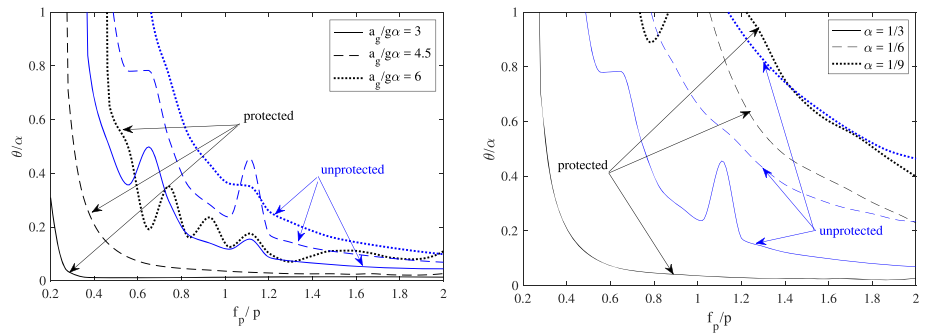 1
0.8
0.6
0.4
0.2
0
θ/α
0.2 0.4 0.6 0.8 1 1.2 1.4 1.6 1.8 2
f_p/p
a_g/gα = 3
a_g/gα = 4.5
a_g/gα = 6
protected
unprotected
1
0.8
0.6
0.4
0.2
0
θ/α
0.2 0.4 0.6 0.8 1 1.2 1.4 1.6 1.8 2
f_p/p
α = 1/3
α = 1/6
α = 1/9
protected
unprotected